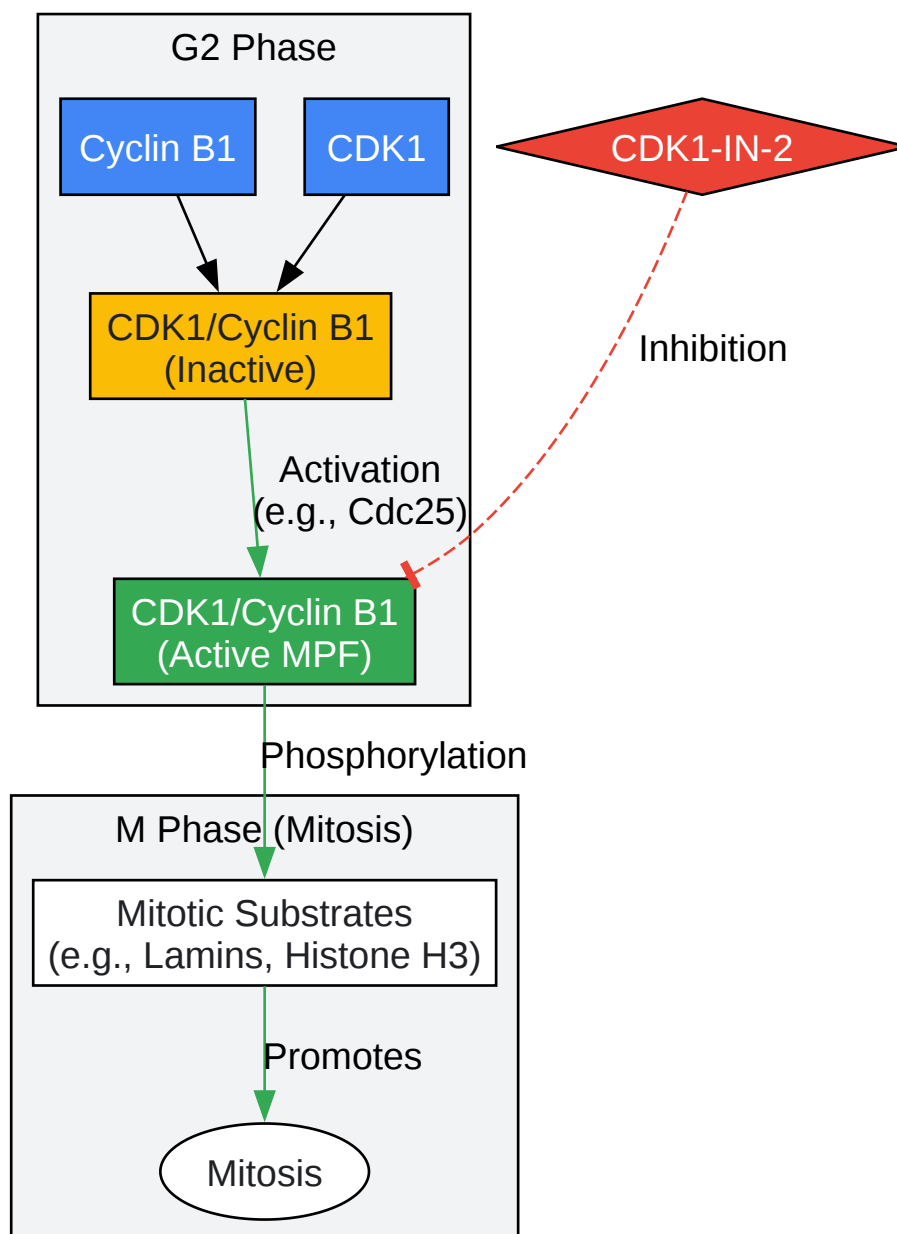 G2 Phase
Cyclin B1
CDK1
CDK1-IN-2
CDK1/Cyclin B1
(Inactive)
Inhibition
Activation
(e.g., Cdc25)
CDK1/Cyclin B1
(Active MPF)
Phosphorylation
M Phase (Mitosis)
Mitotic Substrates
(e.g., Lamins, Histone H3)
Promotes
Mitosis